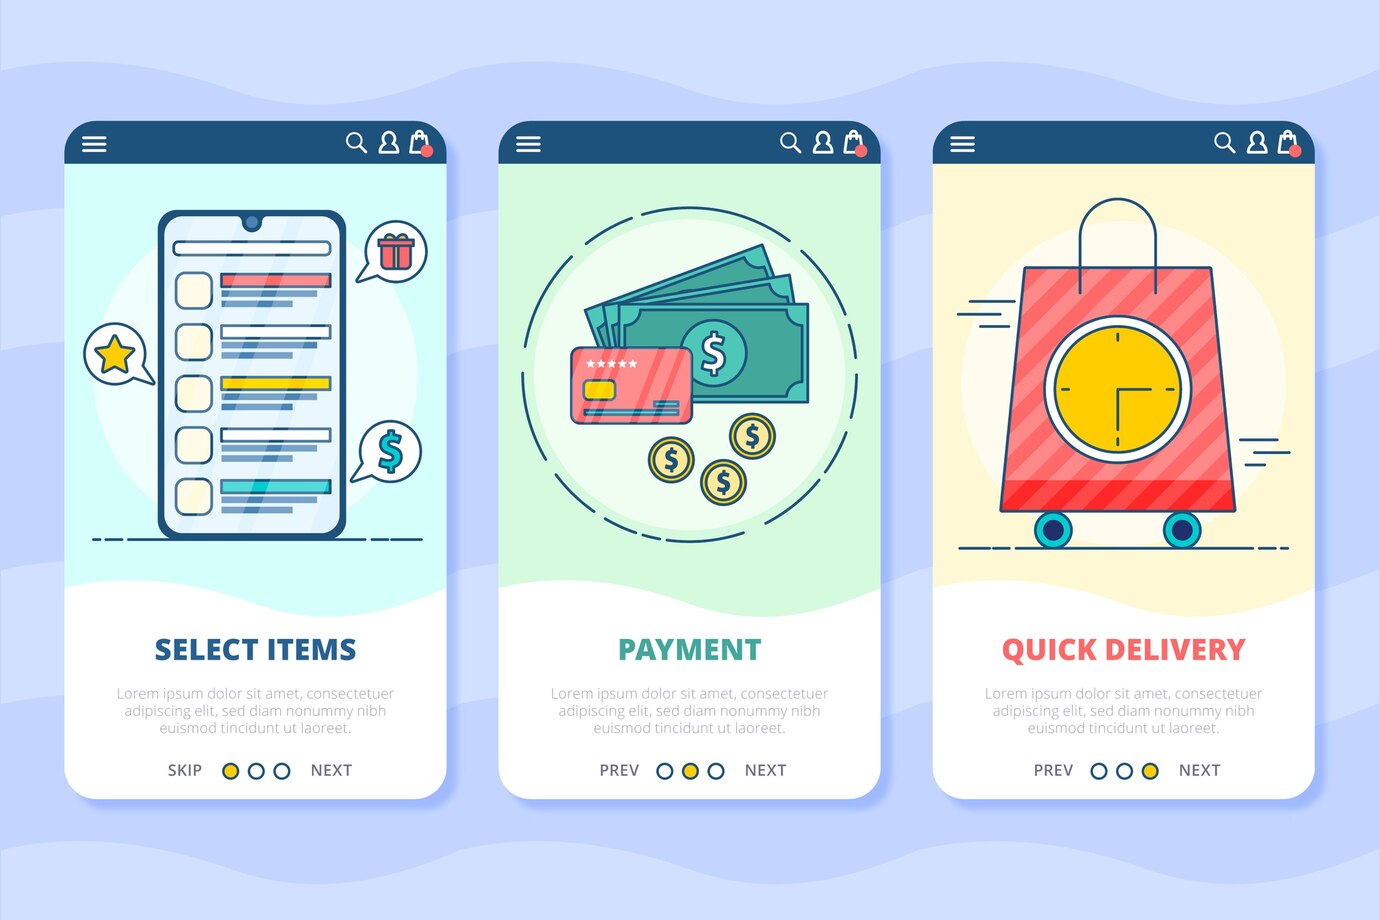 SELECT ITEMS
Lorem ipsum dolor sit amet, consectetuer
adipiscing elit, sed diam nonummy nibh
euismod tincidunt ut laoreet.
SKIP NEXT
$
PAYMENT
Lorem ipsum dolor sit amet, consectetuer
adipiscing elit, sed diam nonummy nibh
euismod tincidunt ut laoreet.
PREV NEXT
$
$
$
$
QUICK DELIVERY
Lorem ipsum dolor sit amet, consectetuer
adipiscing elit, sed diam nonummy nibh
euismod tincidunt ut laoreet.
PREV NEXT